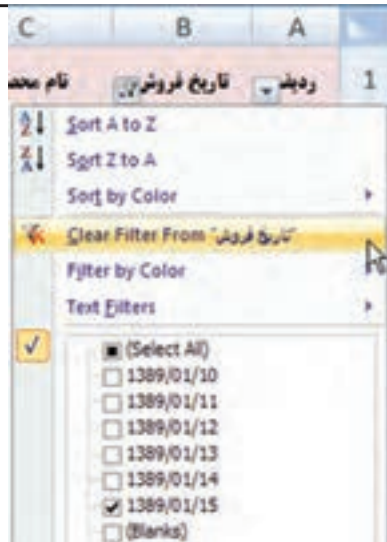 C B A
نام محصـ تاریخ فروش ردیف 1
Sort A to Z
Sort Z to A
Sort by Color
Clear Filter From "تاریخ فروش"
Filter by Color
Text Filters
(Select All)
1389/01/10
1389/01/11
1389/01/12
1389/01/13
1389/01/14
1389/01/15
(Blanks)